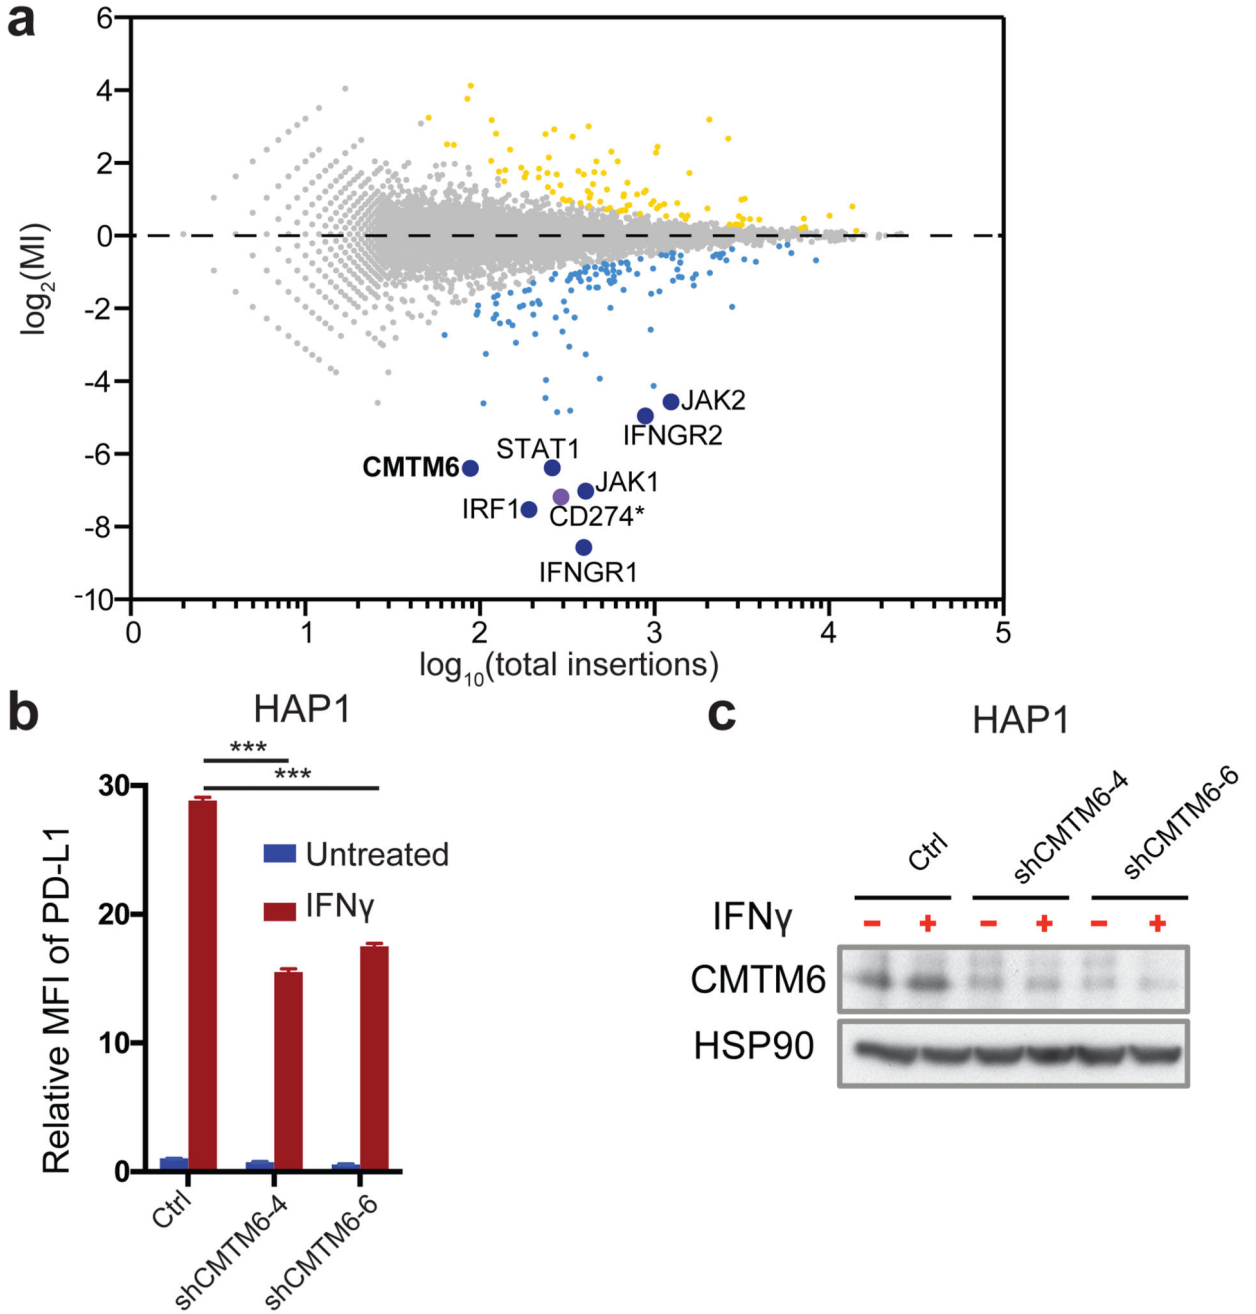 a
6
4
2
0
-2
-4
-6
-8
-10
log2(MI)
JAK2
IFNGR2
STAT1
CMTM6
JAK1
IRF1
CD274*
IFNGR1
0 1 2 3 4 5
log10(total insertions)
b
HAP1
***
***
30
20
10
0
Relative MFI of PD-L1
Untreated
IFNγ
Ctrl
shCMTM6-4
shCMTM6-6
c
HAP1
Ctrl
shCMTM6-4
shCMTM6-6
IFNγ - + - + - +
CMTM6
HSP90